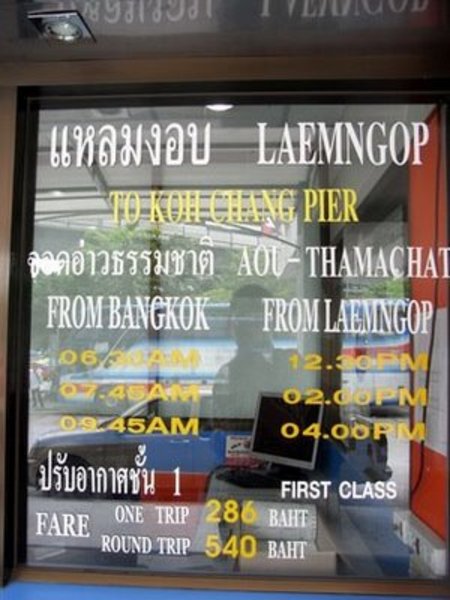 แหลมงอบ LAEMNGOP
TO KOH CHANG PIER
จอดอ่าวธรรมชาติ AOU-THAMACHAT
FROM BANGKOK FROM LAEMNGOP
06.30AM 12.30PM
07.45AM 02.00PM
09.45AM 04.00PM
ปรับอากาศชั้น 1 FIRST CLASS
FARE ONE TRIP 286 BAHT
ROUND TRIP 540 BAHT